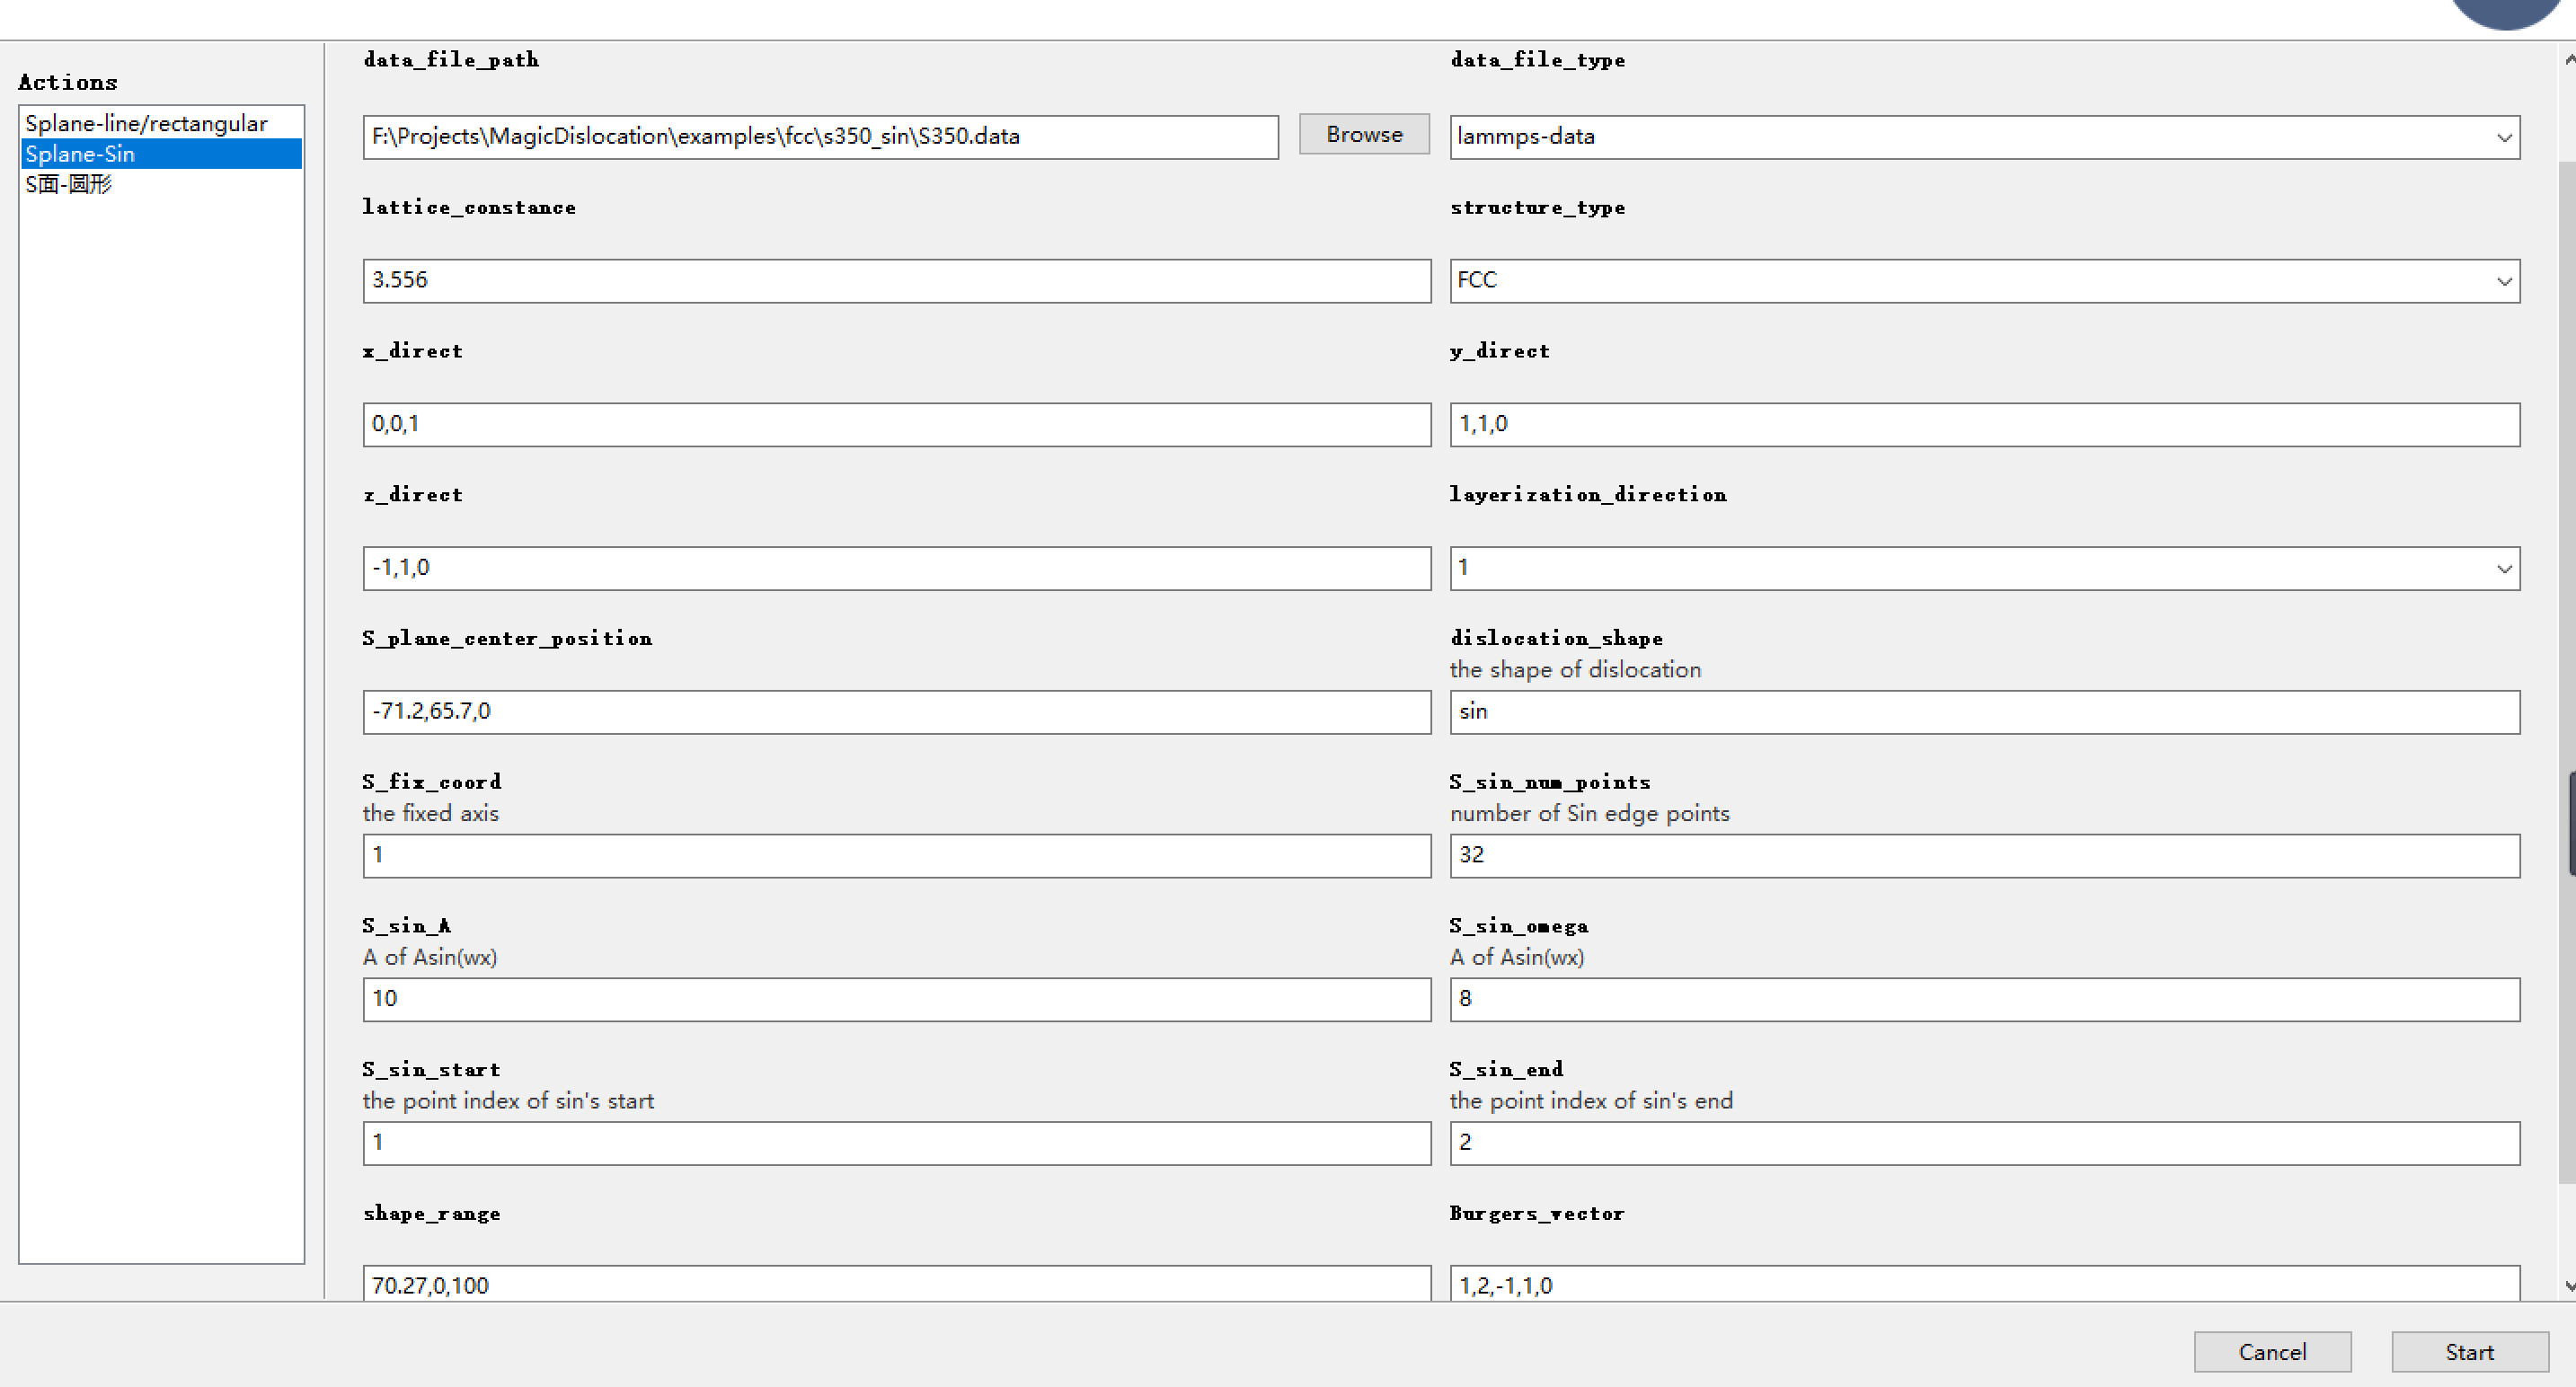 Actions
Splane-line/rectangular
Splane-Sin
S面-圆形
data_file_path
data_file_type
F:\Projects\MagicDislocation\examples\fcc\s350_sin\S350.data
Browse
lammps-data
lattice_constance
structure_type
3.556
FCC
x_direct
y_direct
0,0,1
1,1,0
z_direct
layerization_direction
-1,1,0
1
S_plane_center_position
dislocation_shape
the shape of dislocation
-71.2,65.7,0
sin
S_fix_coord
S_sin_num_points
the fixed axis
number of Sin edge points
1
32
S_sin_A
S_sin_omega
A of Asin(wx)
A of Asin(wx)
10
8
S_sin_start
S_sin_end
the point index of sin's start
the point index of sin's end
1
2
shape_range
Burgers_vector
70.27,0,100
1,2,-1,1,0
Cancel
Start